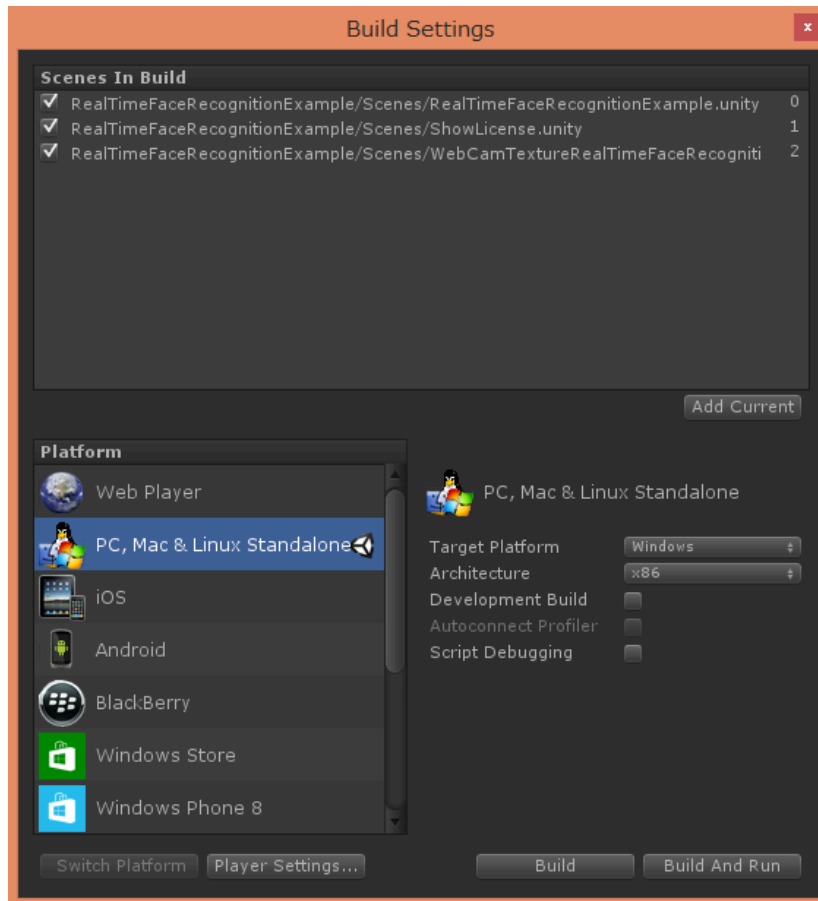 Build Settings
x
Scenes In Build
RealTimeFaceRecognitionExample/Scenes/RealTimeFaceRecognitionExample.unity 0
RealTimeFaceRecognitionExample/Scenes/ShowLicense.unity 1
RealTimeFaceRecognitionExample/Scenes/WebCamTextureRealTimeFaceRecogniti 2
Add Current
Platform
Web Player
PC, Mac & Linux Standalone
iOS
Android
BlackBerry
Windows Store
Windows Phone 8
PC, Mac & Linux Standalone
Target Platform Windows
Architecture x86
Development Build
Autoconnect Profiler
Script Debugging
Switch Platform Player Settings... Build Build And Run